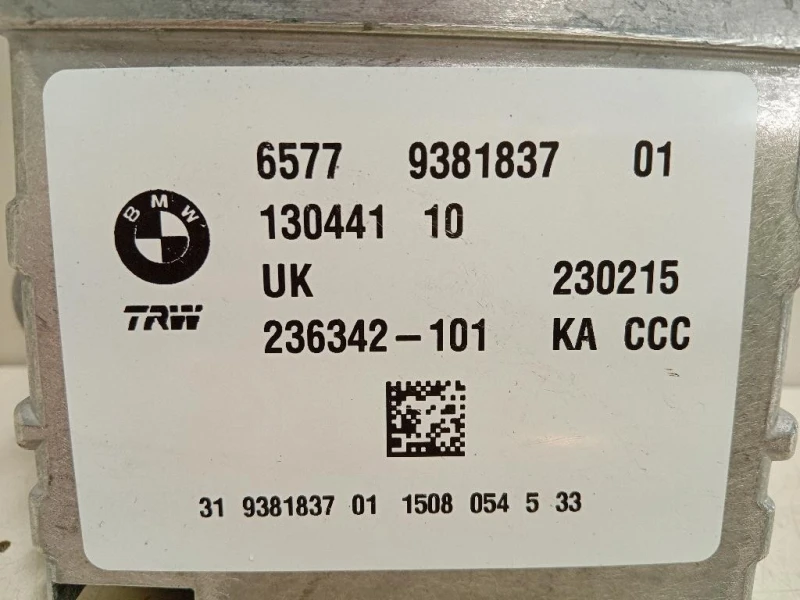 6577 9381837 01
BMW
130441 10
UK 230215
TRW
236342-101 KA CCC
31 9381837 01 1508 054 5 33